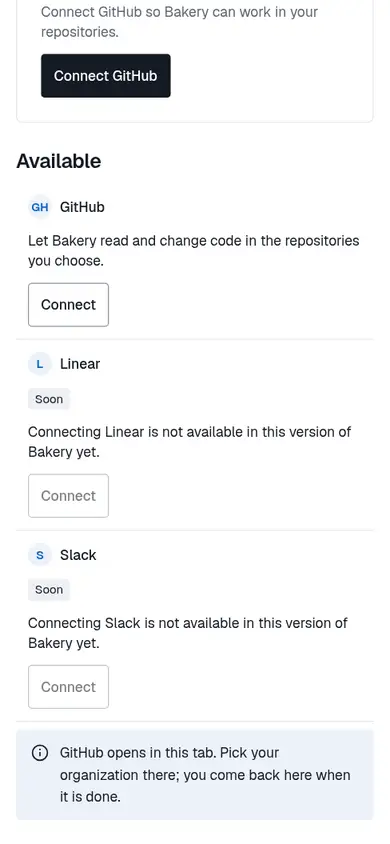 Connect GitHub so Bakery can work in your
repositories.
Connect GitHub
Available
GH GitHub
Let Bakery read and change code in the repositories
you choose.
Connect
L Linear
Soon
Connecting Linear is not available in this version of
Bakery yet.
Connect
S Slack
Soon
Connecting Slack is not available in this version of
Bakery yet.
Connect
GitHub opens in this tab. Pick your
organization there; you come back here when
it is done.